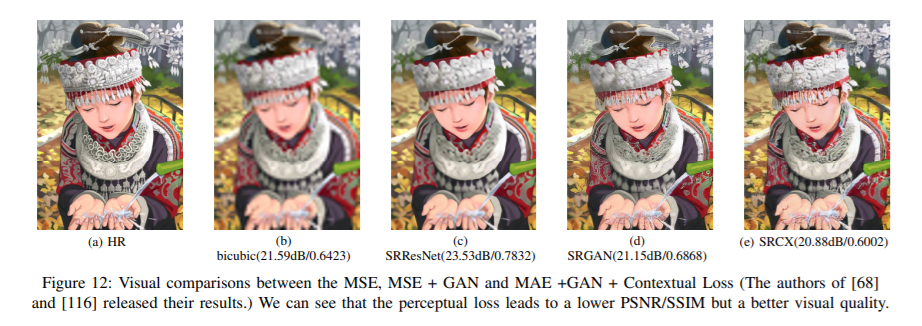 (a) HR
(b)
bicubic(21.59dB/0.6423)
(c)
SRResNet(23.53dB/0.7832)
(d)
SRGAN(21.15dB/0.6868)
(e) SRCX(20.88dB/0.6002)
Figure 12: Visual comparisons between the MSE, MSE + GAN and MAE +GAN + Contextual Loss (The authors of [68]
and [116] released their results.) We can see that the perceptual loss leads to a lower PSNR/SSIM but a better visual quality.